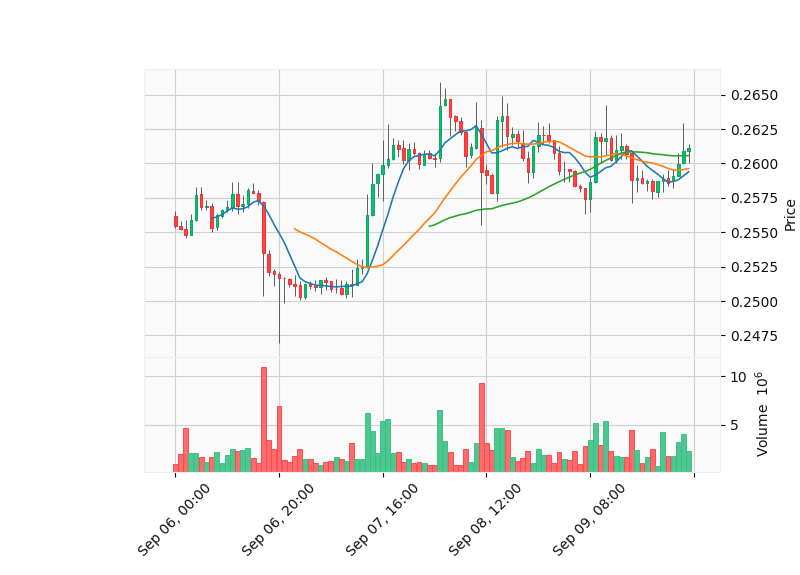 0.2650
0.2625
0.2600
0.2575
0.2550
0.2525
0.2500
0.2475
Price
10
5
Volume 10⁶
Sep 06, 00:00
Sep 06, 20:00
Sep 07, 16:00
Sep 08, 12:00
Sep 09, 08:00